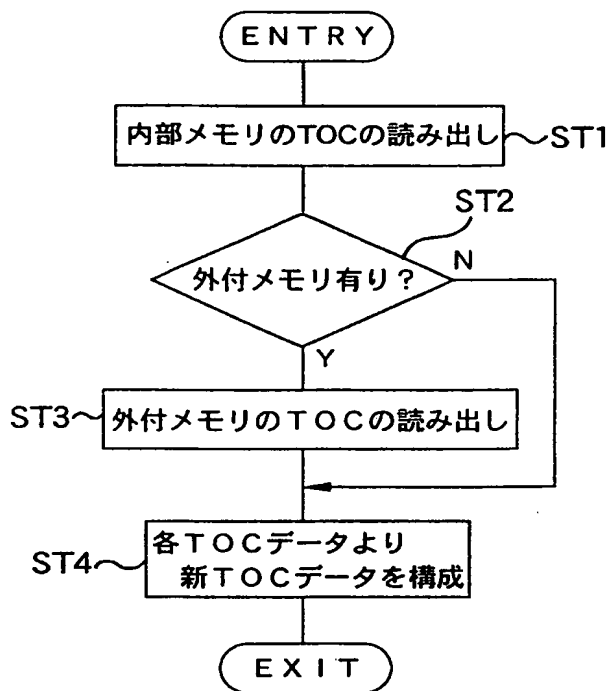 ENTRY
内部メモリのTOCの読み出し
ST1
ST2
外付メモリ有り？
N
Y
ST3
外付メモリのTOCの読み出し
ST4
各TOCデータより
新TOCデータを構成
EXIT